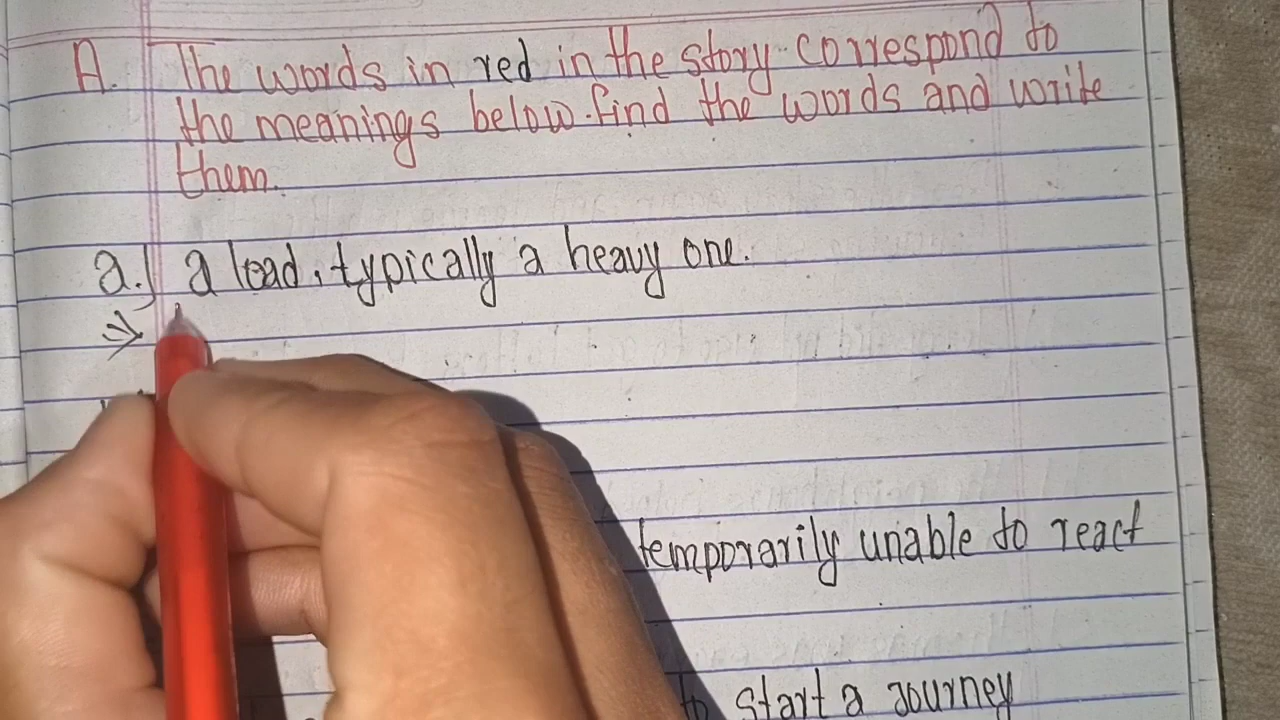 A. The words in red in the story correspond to
the meanings below. find the words and write
them.
a.) a load, typically a heavy one.
⇒
temporarily unable to react
to start a Journey